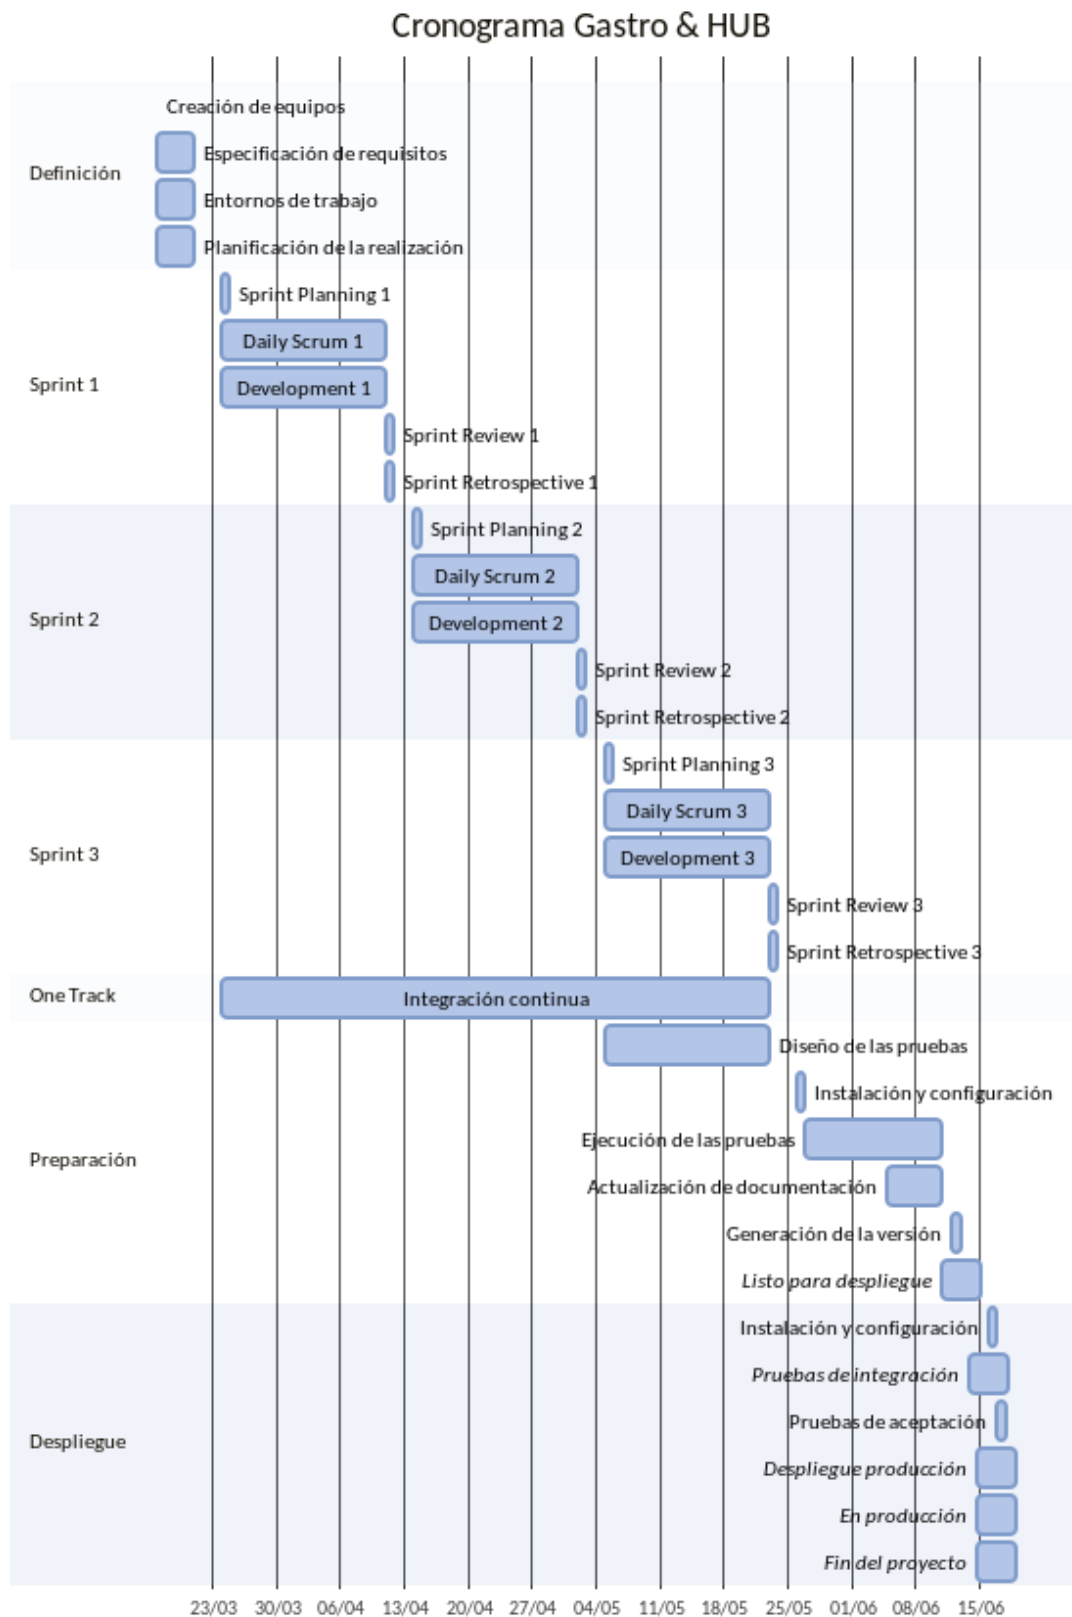 Cronograma Gastro & HUB
Definición
Creación de equipos
Especificación de requisitos
Entornos de trabajo
Planificación de la realización
Sprint 1
Sprint Planning 1
Daily Scrum 1
Development 1
Sprint Review 1
Sprint Retrospective 1
Sprint 2
Sprint Planning 2
Daily Scrum 2
Development 2
Sprint Review 2
Sprint Retrospective 2
Sprint 3
Sprint Planning 3
Daily Scrum 3
Development 3
Sprint Review 3
Sprint Retrospective 3
One Track
Integración continua
Preparación
Diseño de las pruebas
Instalación y configuración
Ejecución de las pruebas
Actualización de documentación
Generación de la versión
Listo para despliegue
Despliegue
Instalación y configuración
Pruebas de integración
Pruebas de aceptación
Despliegue producción
En producción
Fin del proyecto
23/03 30/03 06/04 13/04 20/04 27/04 04/05 11/05 18/05 25/05 01/06 08/06 15/06